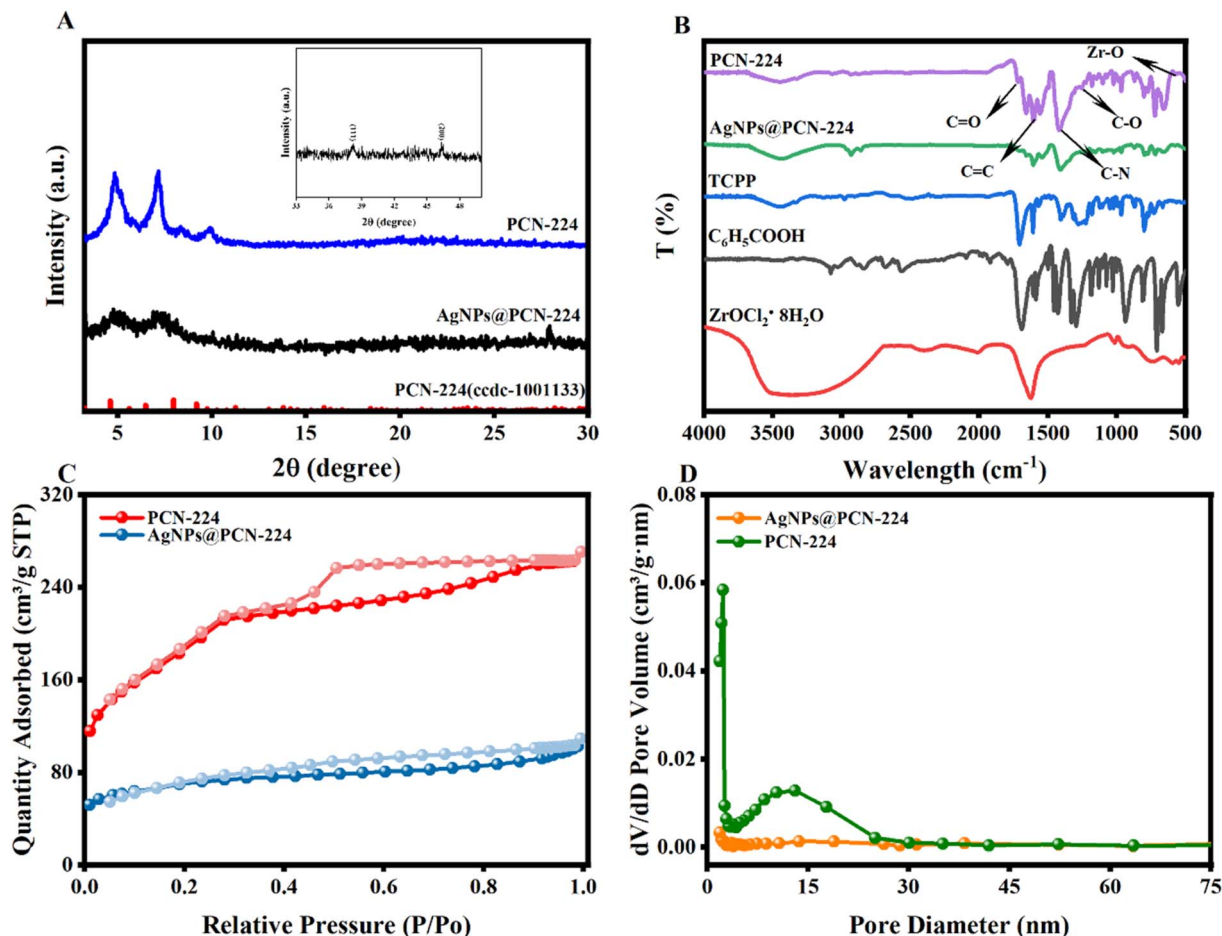 A
Intensity (a.u.)
Intensity (a.u.)
(111)
(200)
33 36 39 42 45 48
2θ (degree)
PCN-224
AgNPs@PCN-224
PCN-224(ccdc-1001133)
5 10 15 20 25 30
2θ (degree)
B
T (%)
PCN-224
Zr-O
C=O
C-O
AgNPs@PCN-224
C=C
C-N
TCPP
C₆H₅COOH
ZrOCl₂• 8H₂O
4000 3500 3000 2500 2000 1500 1000 500
Wavelength (cm⁻¹)
C
Quantity Adsorbed (cm³/g STP)
320
240
160
80
0
PCN-224
AgNPs@PCN-224
0.0 0.2 0.4 0.6 0.8 1.0
Relative Pressure (P/Po)
D
dV/dD Pore Volume (cm³/g·nm)
0.08
0.06
0.04
0.02
0.00
AgNPs@PCN-224
PCN-224
0 15 30 45 60 75
Pore Diameter (nm)